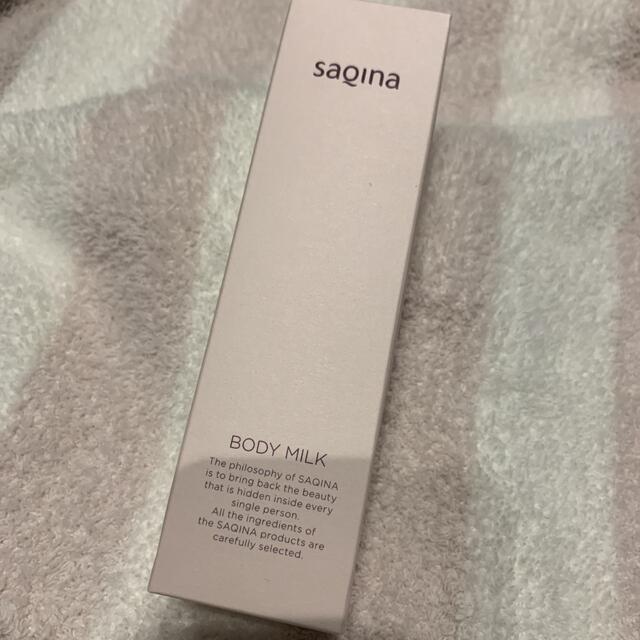 saQina
BODY MILK
The philosophy of SAQINA
is to bring back the beauty
that is hidden inside every
single person.
All the ingredients of
the SAQINA products are
carefully selected.